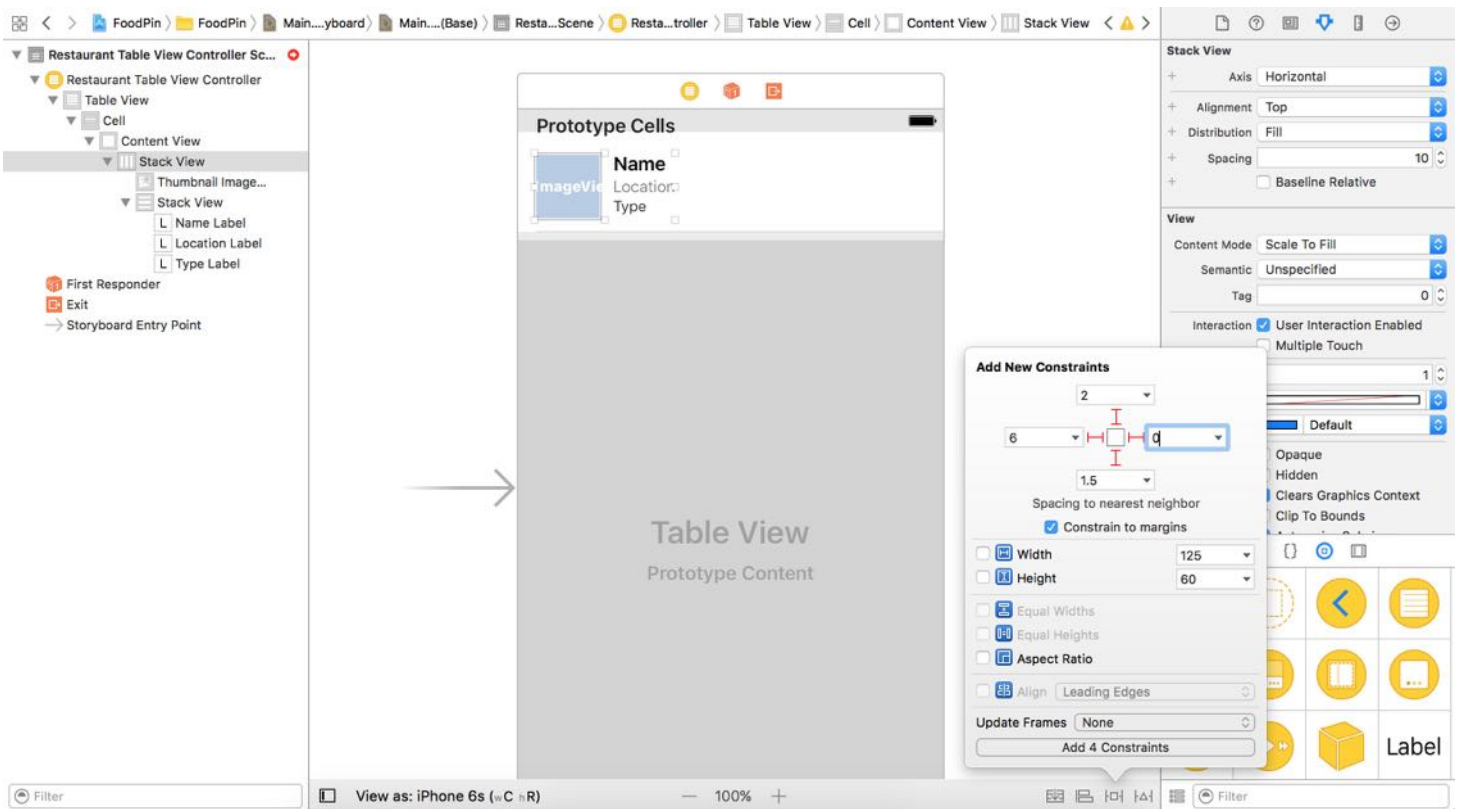 FoodPin FoodPin Main....yboard Main....(Base) Resta...Scene Resta...troller Table View Cell Content View Stack View
Restaurant Table View Controller Sc...
Restaurant Table View Controller
Table View
Cell
Content View
Stack View
Thumbnail Image...
Stack View
L Name Label
L Location Label
L Type Label
First Responder
Exit
Storyboard Entry Point
Filter
Prototype Cells
ImageVie
Name
Location
Type
Table View
Prototype Content
View as: iPhone 6s (wC hR)
100%
Stack View
Axis Horizontal
Alignment Top
Distribution Fill
Spacing 10
Baseline Relative
View
Content Mode Scale To Fill
Semantic Unspecified
Tag 0
Interaction User Interaction Enabled
Multiple Touch
1
Default
Opaque
Hidden
Clears Graphics Context
Clip To Bounds
Add New Constraints
2
6 0
1.5
Spacing to nearest neighbor
Constrain to margins
Width 125
Height 60
Equal Widths
Equal Heights
Aspect Ratio
Align Leading Edges
Update Frames None
Add 4 Constraints
{}
Label
Filter